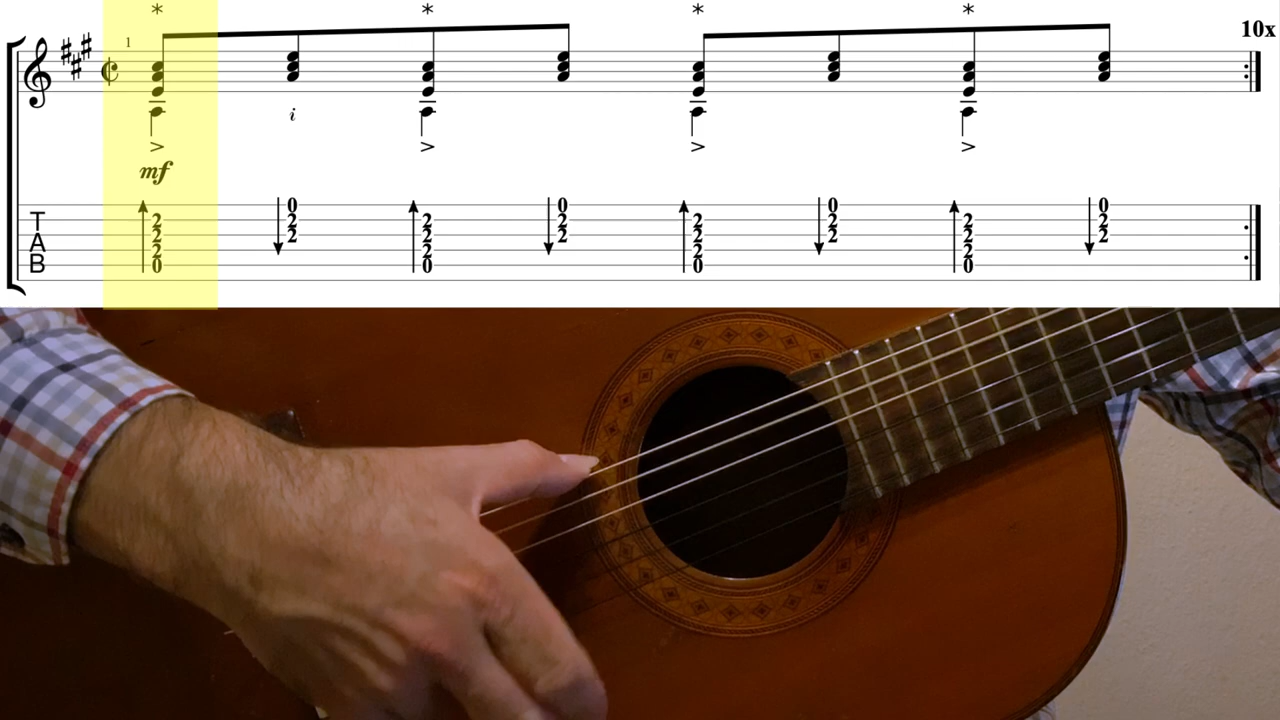 * * * *
10x
1
i
> > > >
mf
0 0 0 0
2 2 2 2 2 2 2 2
T 2 2 2 2 2 2 2 2
A 2 2 2 2
B 0 0 0 0